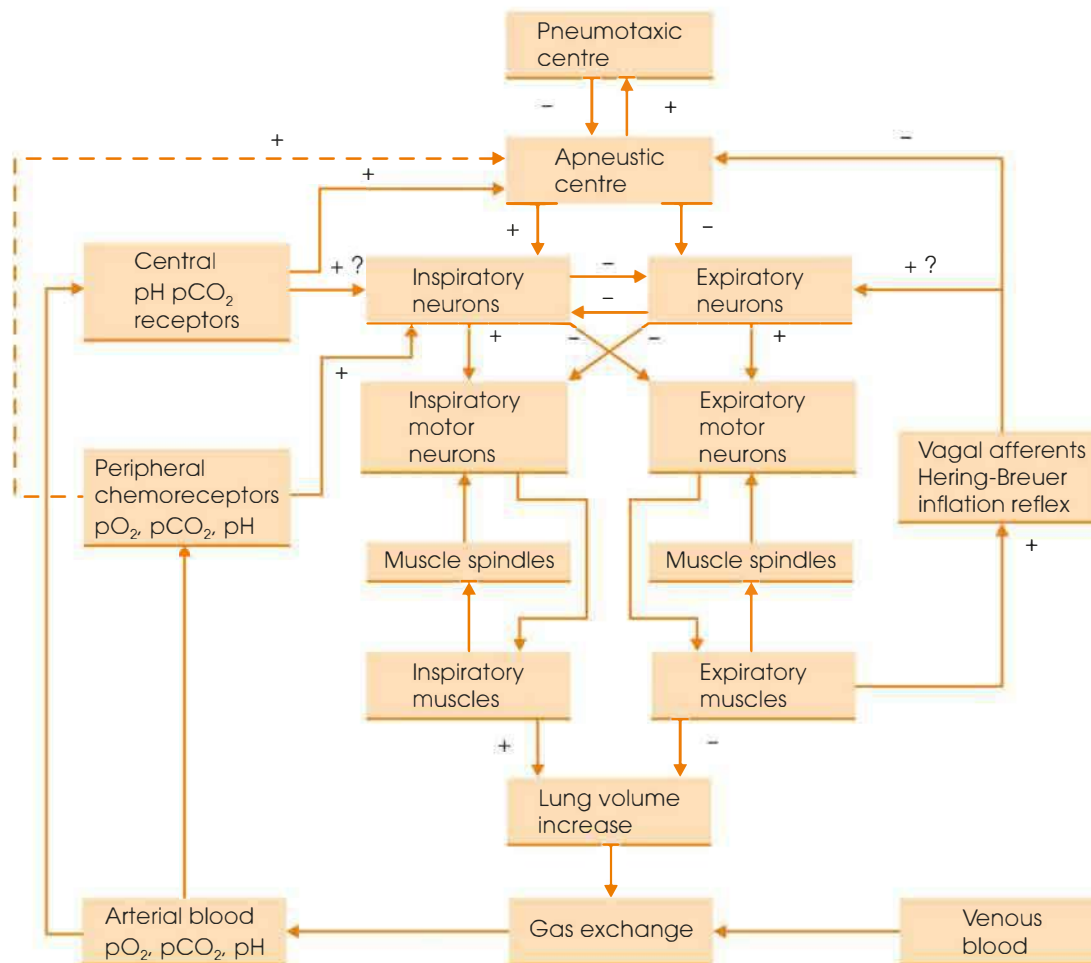 Pneumotaxic
centre
−
+
+
−
Apneustic
centre
+
+
−
Central
pH pCO₂
receptors
+ ?
Inspiratory
neurons
−
−
Expiratory
neurons
+ ?
+
−
−
+
+
Inspiratory
motor
neurons
Expiratory
motor
neurons
Vagal afferents
Hering-Breuer
inflation reflex
Peripheral
chemoreceptors
pO₂, pCO₂, pH
+
Muscle spindles
Muscle spindles
Inspiratory
muscles
Expiratory
muscles
+
−
Lung volume
increase
Arterial blood
pO₂, pCO₂, pH
Gas exchange
Venous
blood